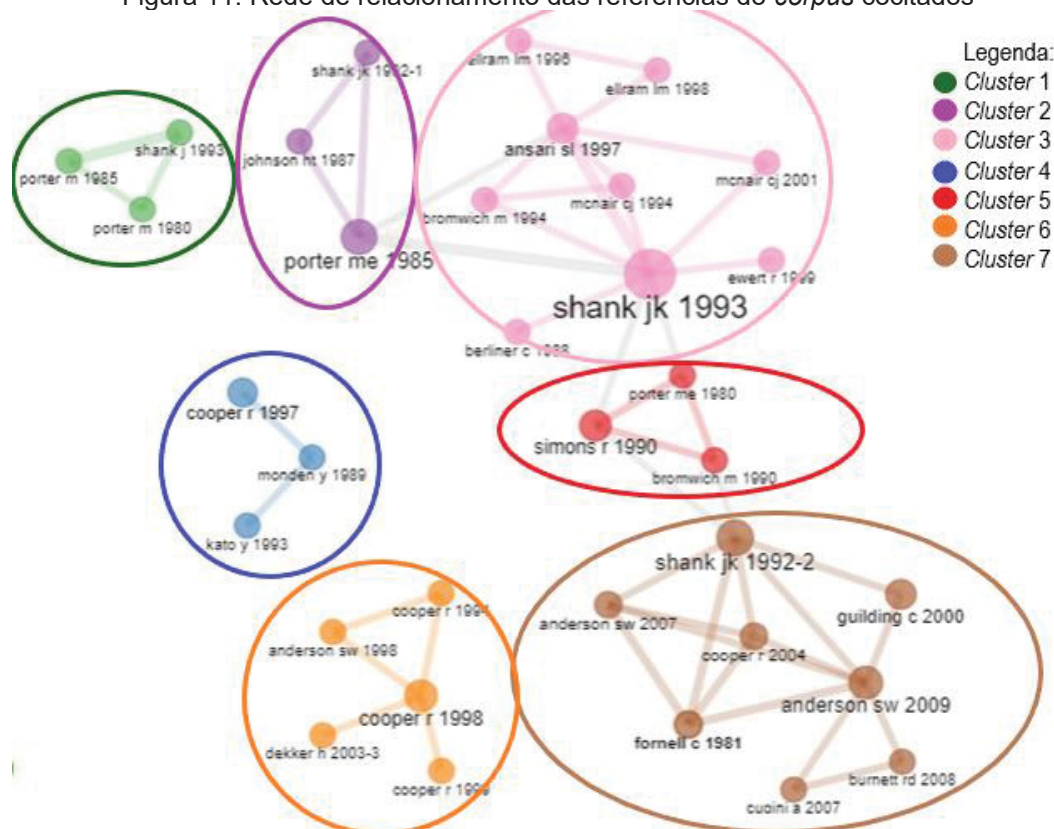 Figura 11: Rede de relacionamento das referências do corpus cocitados
Legenda:
Cluster 1
Cluster 2
Cluster 3
Cluster 4
Cluster 5
Cluster 6
Cluster 7
shank j 1993
porter m 1985
porter m 1980
shank jk 1992-1
johnson ht 1987
porter me 1985
ellram lm 1996
ellram lm 1998
ansari sl 1997
mcnair cj 2001
mcnair cj 1994
bromwich m 1994
ewert r 1999
shank jk 1993
berliner c 1988
cooper r 1997
monden y 1989
kato y 1993
porter me 1980
simons r 1990
bromwich m 1990
cooper r
anderson sw 1998
cooper r 1998
dekker h 2003-3
cooper r
shank jk 1992-2
guilding c 2000
anderson sw 2007
cooper r 2004
anderson sw 2009
fornell c 1981
burnett rd 2008
a 2007